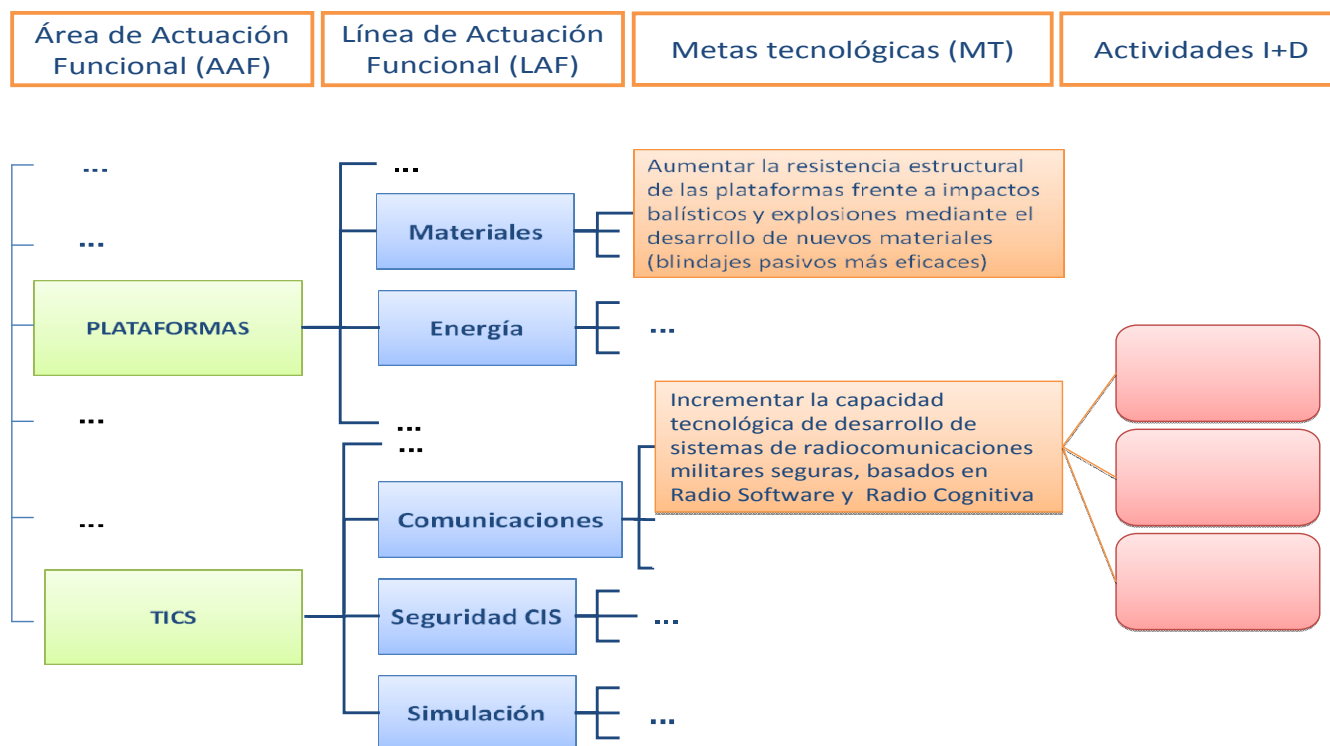 Área de Actuación
Funcional (AAF)
Línea de Actuación
Funcional (LAF)
Metas tecnológicas (MT)
Actividades I+D
...
...
PLATAFORMAS
...
...
TICS
...
Materiales
Energía
...
...
Comunicaciones
Seguridad CIS
Simulación
Aumentar la resistencia estructural
de las plataformas frente a impactos
balísticos y explosiones mediante el
desarrollo de nuevos materiales
(blindajes pasivos más eficaces)
...
Incrementar la capacidad
tecnológica de desarrollo de
sistemas de radiocomunicaciones
militares seguras, basados en
Radio Software y Radio Cognitiva
...
...